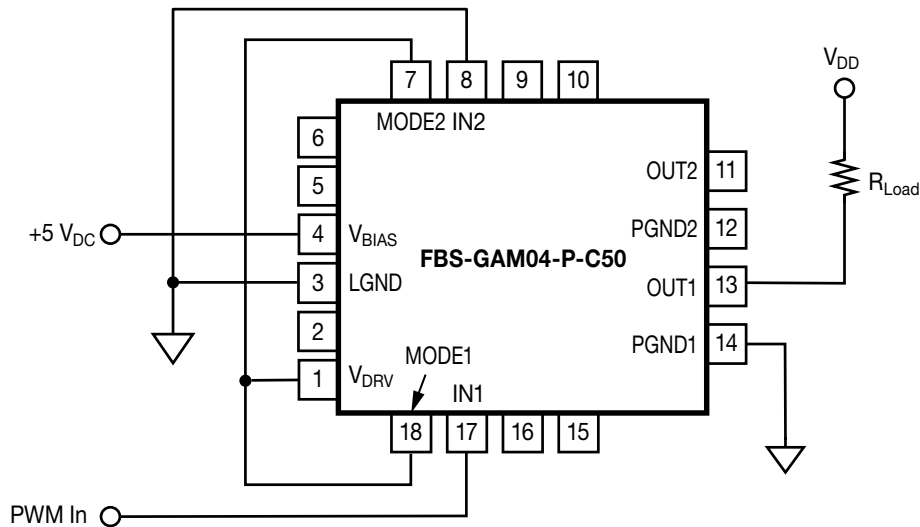 7 8 9 10
V_DD
MODE2 IN2
6
5
OUT2 11
R_Load
+5 V_DC
4 V_BIAS
PGND2 12
FBS-GAM04-P-C50
3 LGND
OUT1 13
2
MODE1
PGND1 14
1 V_DRV
IN1
18 17 16 15
PWM In